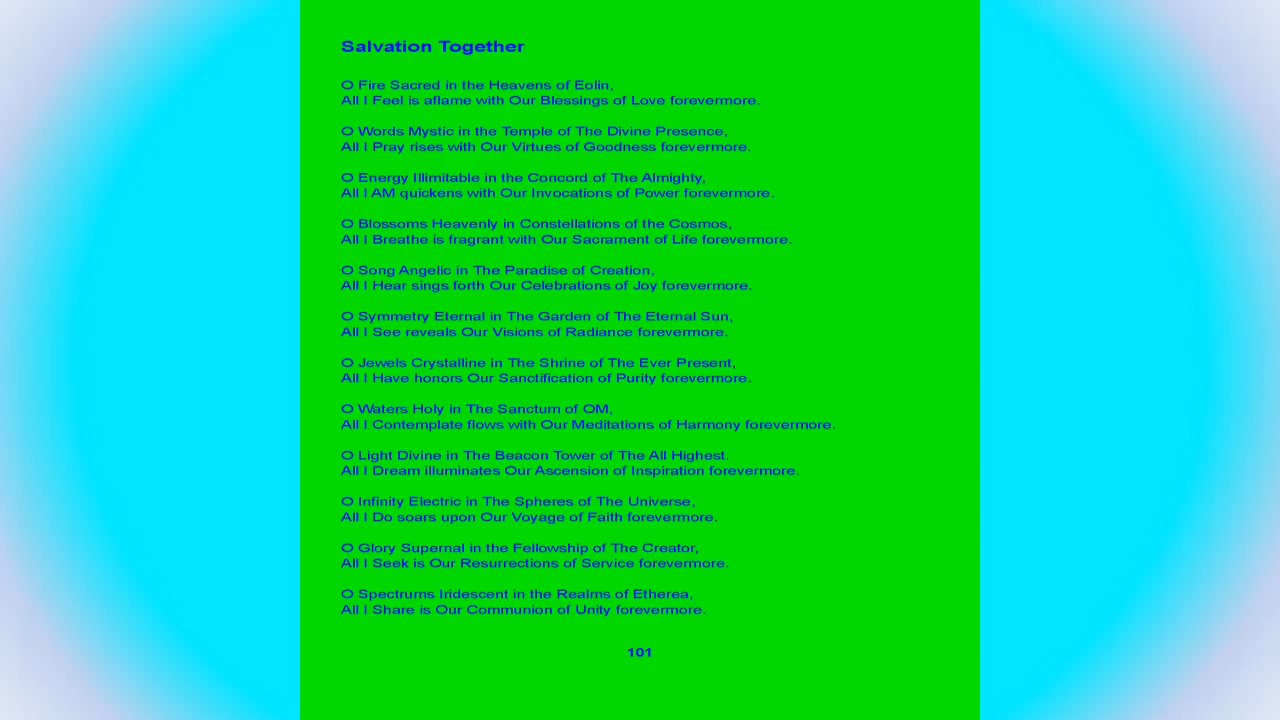 Salvation Together
O Fire Sacred in the Heavens of Eolin,
All I Feel is aflame with Our Blessings of Love forevermore.
O Words Mystic in the Temple of The Divine Presence,
All I Pray rises with Our Virtues of Goodness forevermore.
O Energy Illimitable in the Concord of The Almighty,
All I AM quickens with Our Invocations of Power forevermore.
O Blossoms Heavenly in Constellations of the Cosmos,
All I Breathe is fragrant with Our Sacrament of Life forevermore.
O Song Angelic in The Paradise of Creation,
All I Hear sings forth Our Celebrations of Joy forevermore.
O Symmetry Eternal in The Garden of The Eternal Sun,
All I See reveals Our Visions of Radiance forevermore.
O Jewels Crystalline in The Shrine of The Ever Present,
All I Have honors Our Sanctification of Purity forevermore.
O Waters Holy in The Sanctum of OM,
All I Contemplate flows with Our Meditations of Harmony forevermore.
O Light Divine in The Beacon Tower of The All Highest.
All I Dream illuminates Our Ascension of Inspiration forevermore.
O Infinity Electric in The Spheres of The Universe,
All I Do soars upon Our Voyage of Faith forevermore.
O Glory Supernal in the Fellowship of The Creator,
All I Seek is Our Resurrections of Service forevermore.
O Spectrums Iridescent in the Realms of Etherea,
All I Share is Our Communion of Unity forevermore.
101